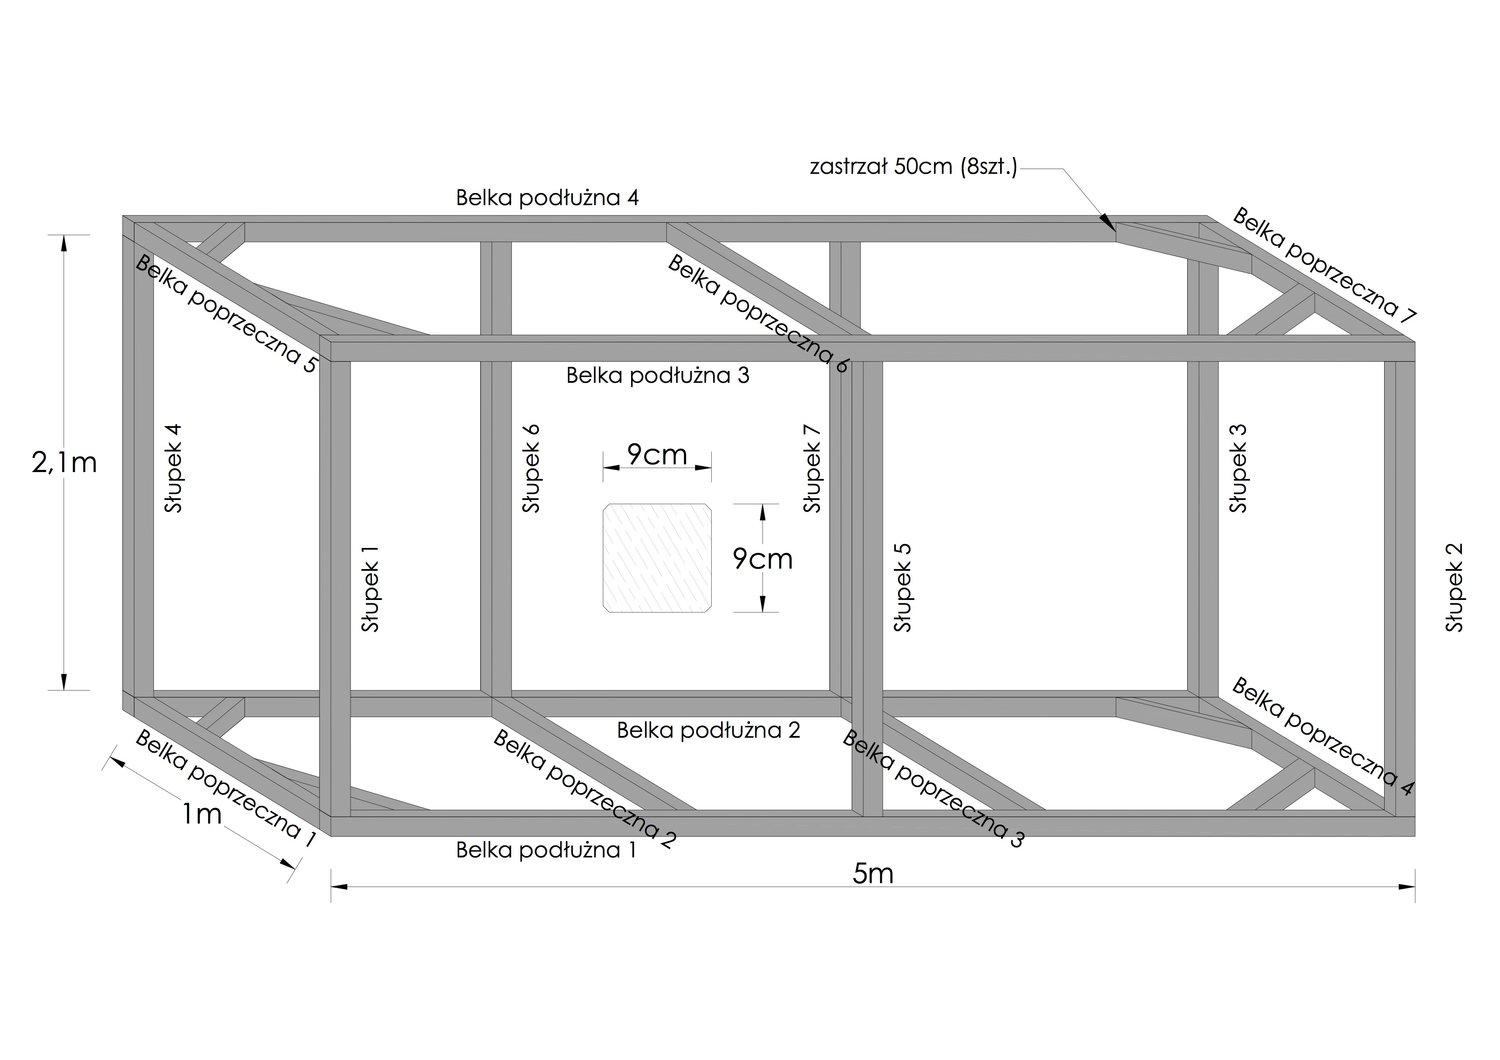 zastrzał 50cm (8szt.)
Belka podłużna 4
Belka poprzeczna 7
Belka poprzeczna 5
Belka poprzeczna 6
Belka podłużna 3
2,1m
Słupek 4
Słupek 6
9cm
Słupek 7
Słupek 3
9cm
Słupek 1
Słupek 5
Słupek 2
Belka poprzeczna 4
Belka podłużna 2
Belka poprzeczna 1
Belka poprzeczna 2
Belka poprzeczna 3
1m
Belka podłużna 1
5m